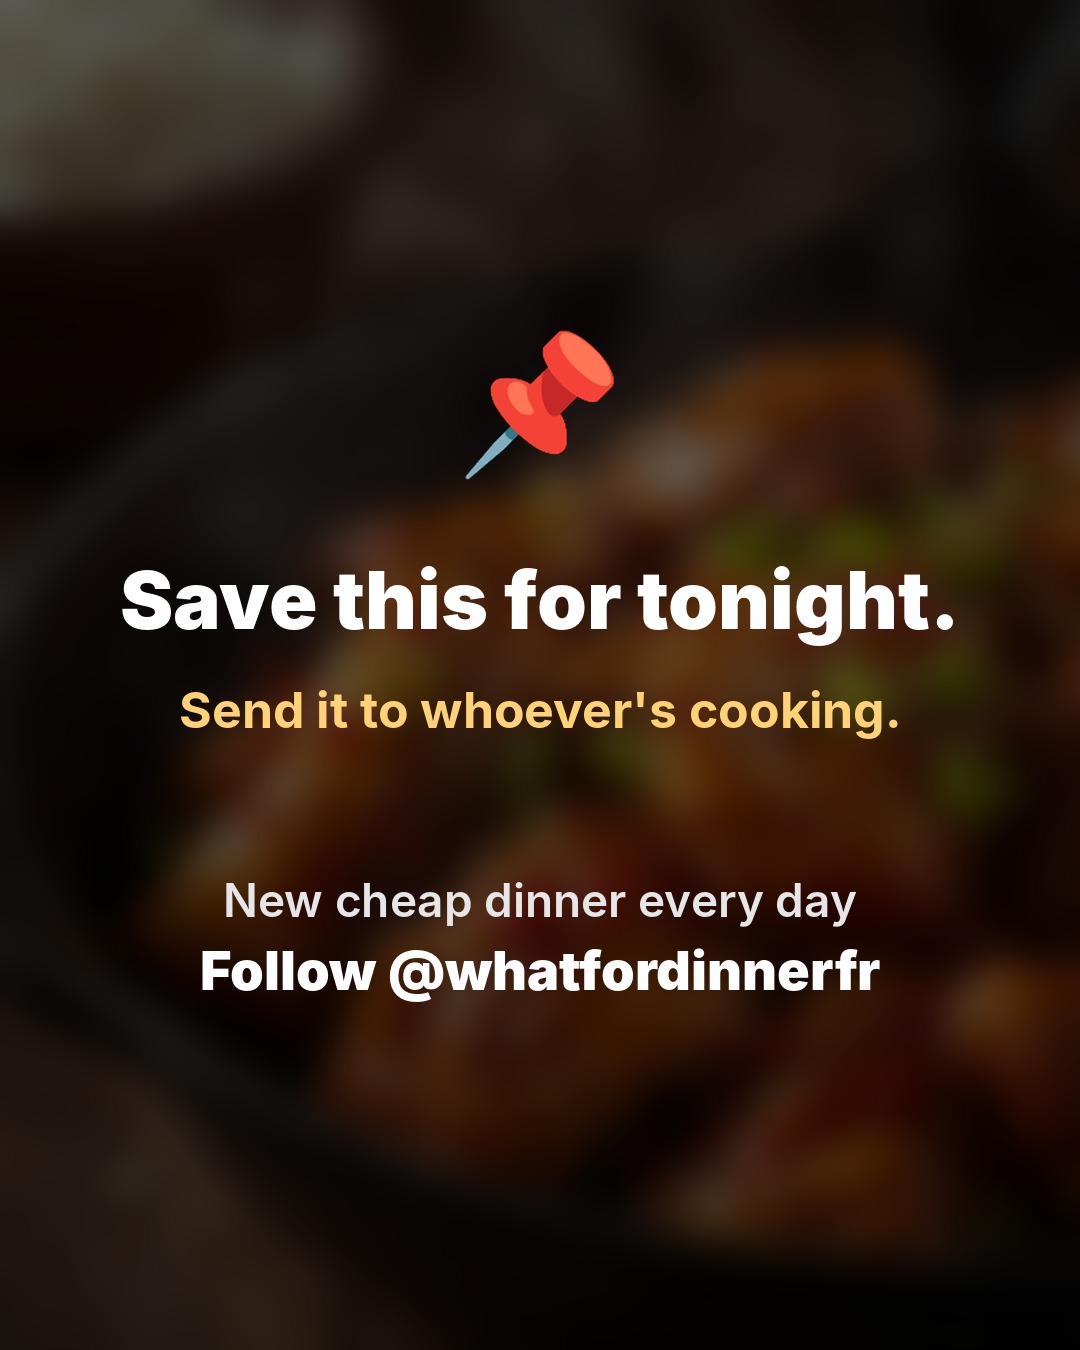 Save this for tonight.
Send it to whoever's cooking.
New cheap dinner every day
Follow @whatfordinnerfr